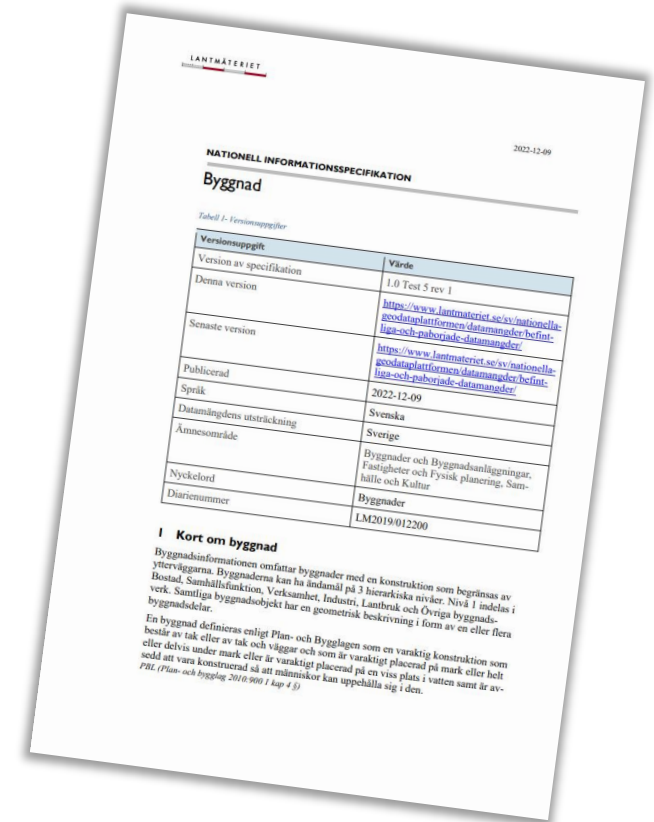 LANTMÄTERIET
2022-12-09
NATIONELL INFORMATIONSSPECIFIKATION
Byggnad
Tabell 1- Versionsuppgifter
Versionsuppgift Värde
Version av specifikation 1.0 Test 5 rev 1
Denna version https://www.lantmateriet.se/sv/nationella-
geodataplattformen/datamangder/befint-
liga-och-paborjade-datamangder/
Senaste version https://www.lantmateriet.se/sv/nationella-
geodataplattformen/datamangder/befint-
liga-och-paborjade-datamangder/
Publicerad 2022-12-09
Språk Svenska
Datamängdens utsträckning Sverige
Ämnesområde Byggnader och Byggnadsanläggningar,
Fastigheter och Fysisk planering, Sam-
hälle och Kultur
Nyckelord Byggnader
Diarienummer LM2019/012200
1 Kort om byggnad
Byggnadsinformationen omfattar byggnader med en konstruktion som begränsas av
ytterväggarna. Byggnaderna kan ha ändamål på 3 hierarkiska nivåer. Nivå 1 indelas i
Bostad, Samhällsfunktion, Verksamhet, Industri, Lantbruk och Övriga byggnads-
verk. Samtliga byggnadsobjekt har en geometrisk beskrivning i form av en eller flera
byggnadsdelar.
En byggnad definieras enligt Plan- och Bygglagen som en varaktig konstruktion som
består av tak eller av tak och väggar och som är varaktigt placerad på mark eller helt
eller delvis under mark eller är varaktigt placerad på en viss plats i vatten samt är av-
sedd att vara konstruerad så att människor kan uppehålla sig i den.
PBL (Plan- och bygglag 2010:900 1 kap 4 §)